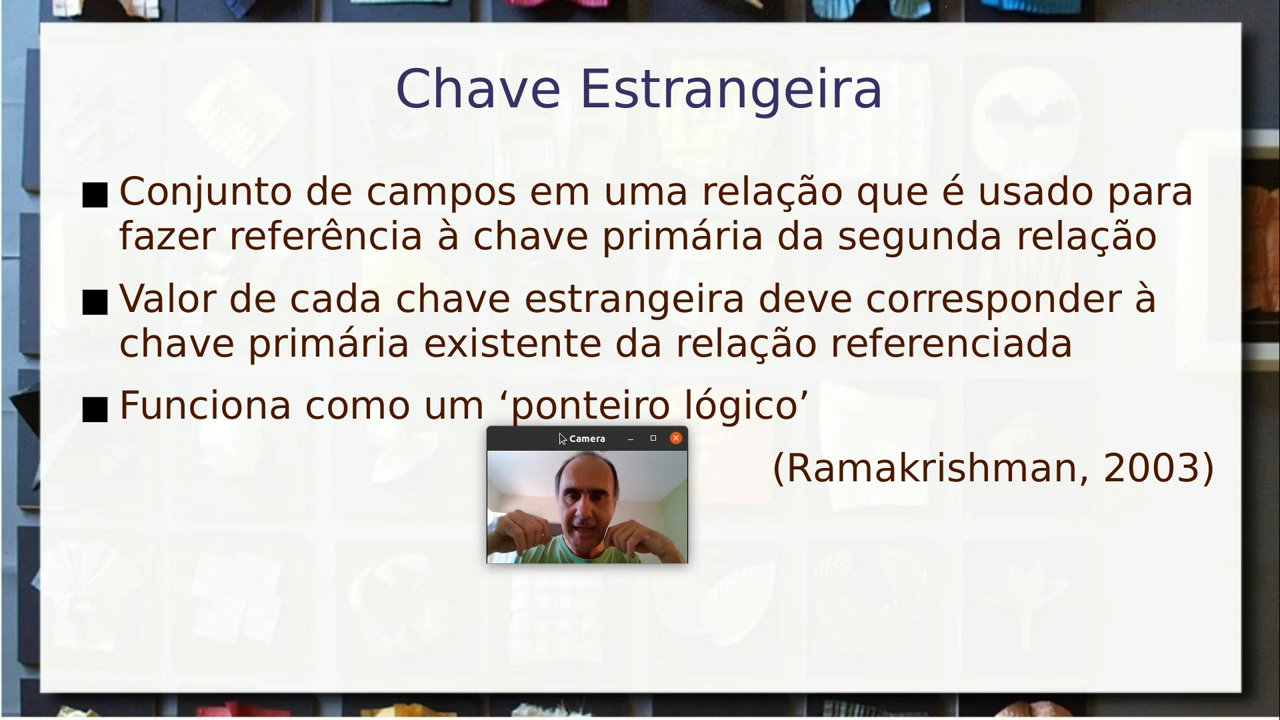 Chave Estrangeira
■ Conjunto de campos em uma relação que é usado para
fazer referência à chave primária da segunda relação
■ Valor de cada chave estrangeira deve corresponder à
chave primária existente da relação referenciada
■ Funciona como um ‘ponteiro lógico’
Camera
(Ramakrishman, 2003)